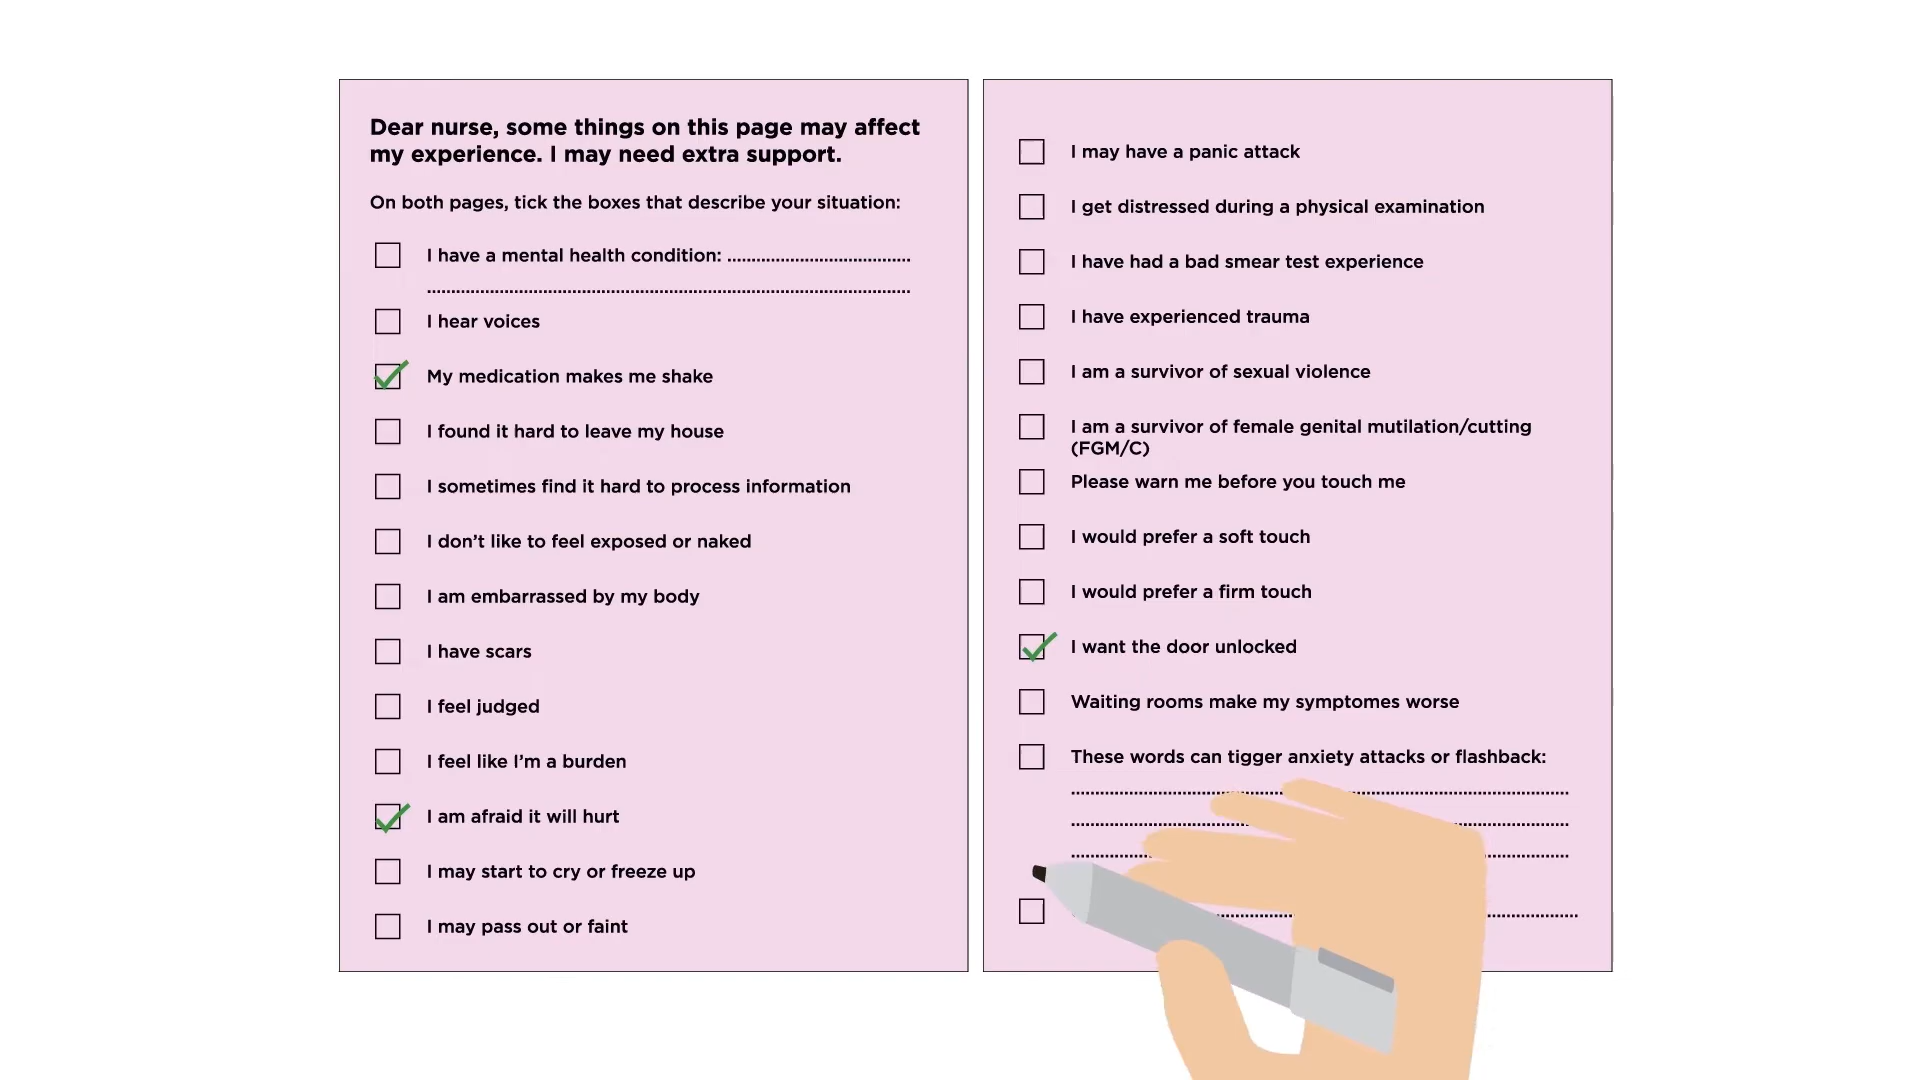 Dear nurse, some things on this page may affect
my experience. I may need extra support.
On both pages, tick the boxes that describe your situation:
I have a mental health condition:
I hear voices
My medication makes me shake
I found it hard to leave my house
I sometimes find it hard to process information
I don’t like to feel exposed or naked
I am embarrassed by my body
I have scars
I feel judged
I feel like I’m a burden
I am afraid it will hurt
I may start to cry or freeze up
I may pass out or faint
I may have a panic attack
I get distressed during a physical examination
I have had a bad smear test experience
I have experienced trauma
I am a survivor of sexual violence
I am a survivor of female genital mutilation/cutting
(FGM/C)
Please warn me before you touch me
I would prefer a soft touch
I would prefer a firm touch
I want the door unlocked
Waiting rooms make my symptomes worse
These words can tigger anxiety attacks or flashback: